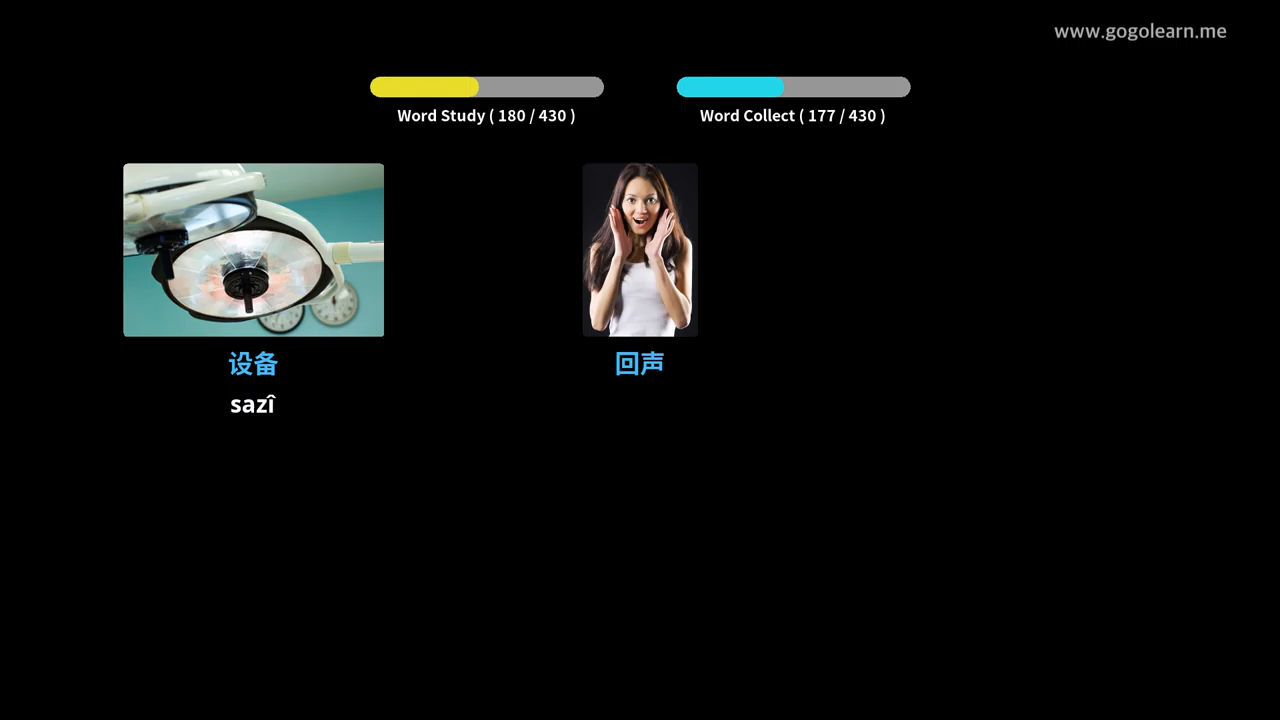 www.gogolearn.me
Word Study ( 180 / 430 )
Word Collect ( 177 / 430 )
设备
回声
sazî